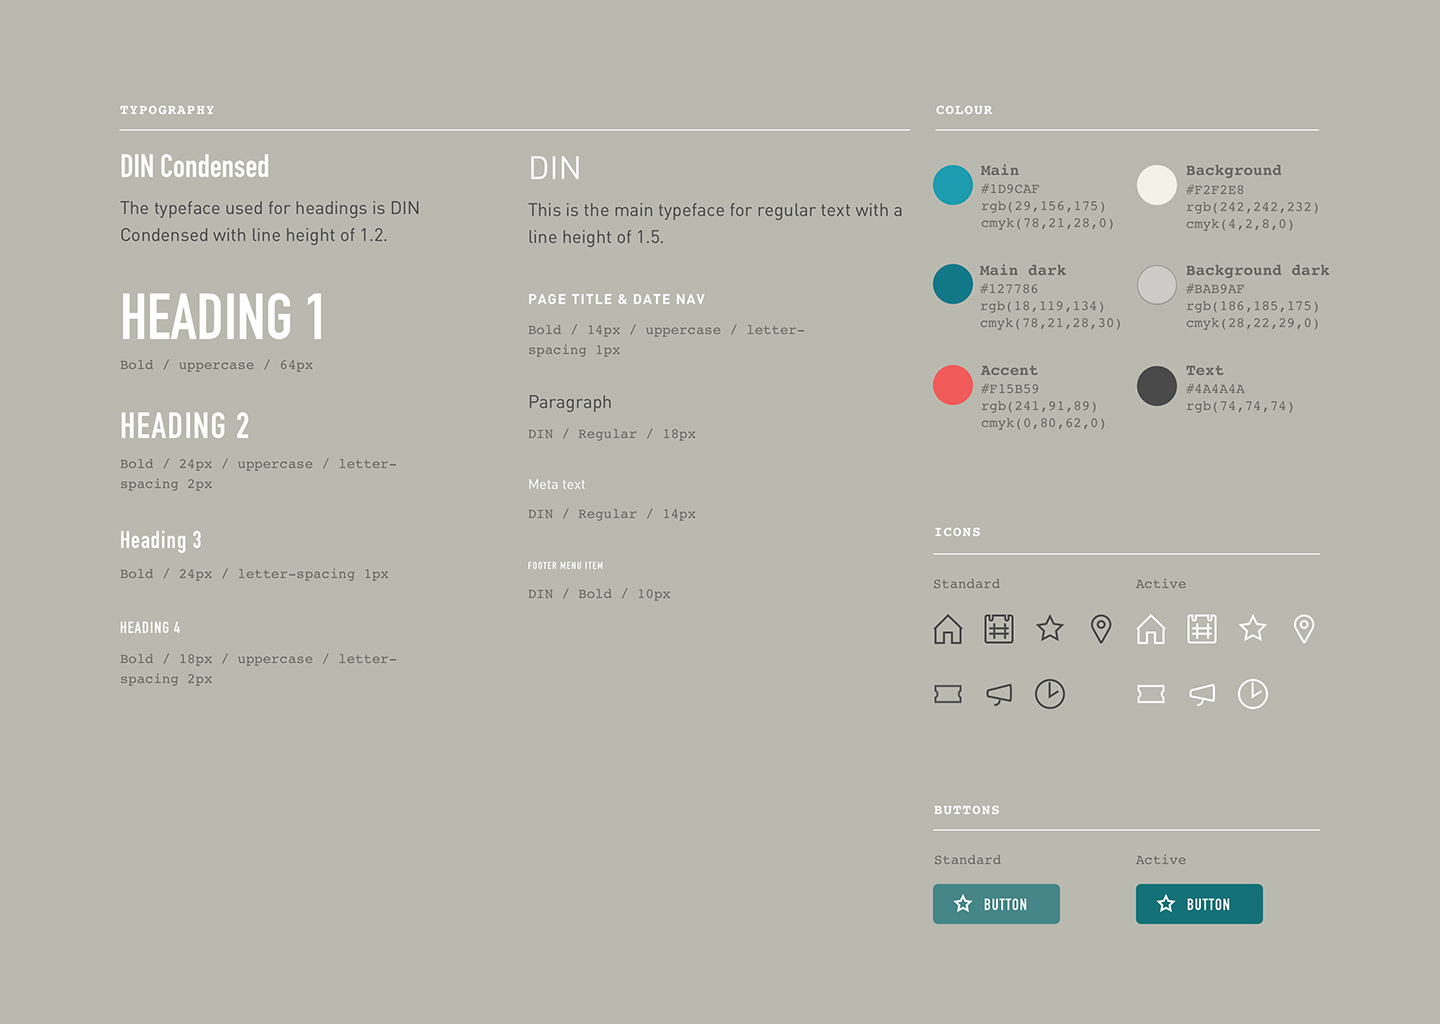 TYPOGRAPHY
DIN Condensed
The typeface used for headings is DIN
Condensed with line height of 1.2.
HEADING 1
Bold / uppercase / 64px
HEADING 2
Bold / 24px / uppercase / letter-
spacing 2px
Heading 3
Bold / 24px / letter-spacing 1px
HEADING 4
Bold / 18px / uppercase / letter-
spacing 2px
DIN
This is the main typeface for regular text with a
line height of 1.5.
PAGE TITLE & DATE NAV
Bold / 14px / uppercase / letter-
spacing 1px
Paragraph
DIN / Regular / 18px
Meta text
DIN / Regular / 14px
FOOTER MENU ITEM
DIN / Bold / 10px
COLOUR
Main
#1D9CAF
rgb(29,156,175)
cmyk(78,21,28,0)
Background
#F2F2E8
rgb(242,242,232)
cmyk(4,2,8,0)
Main dark
#127786
rgb(18,119,134)
cmyk(78,21,28,30)
Background dark
#BAB9AF
rgb(186,185,175)
cmyk(28,22,29,0)
Accent
#F15B59
rgb(241,91,89)
cmyk(0,80,62,0)
Text
#4A4A4A
rgb(74,74,74)
ICONS
Standard
Active
BUTTONS
Standard
Active
BUTTON
BUTTON